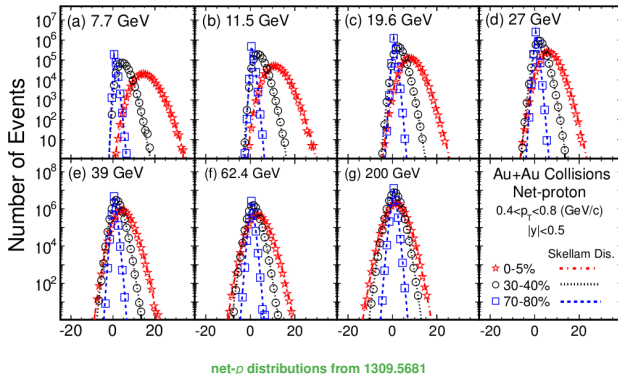 (a) 7.7 GeV
(b) 11.5 GeV
(c) 19.6 GeV
(d) 27 GeV
10^7
10^6
10^5
10^4
10^3
10^2
10
Number of Events
(e) 39 GeV
(f) 62.4 GeV
(g) 200 GeV
10^8
10^6
10^4
10^2
Au+Au Collisions
Net-proton
0.4<p_T<0.8 (GeV/c)
|y|<0.5
Skellam Dis.
0-5%
30-40%
70-80%
-20 0 20 40 0 20 40 0 20 40 -20 0 20 40
net-p distributions from 1309.5681